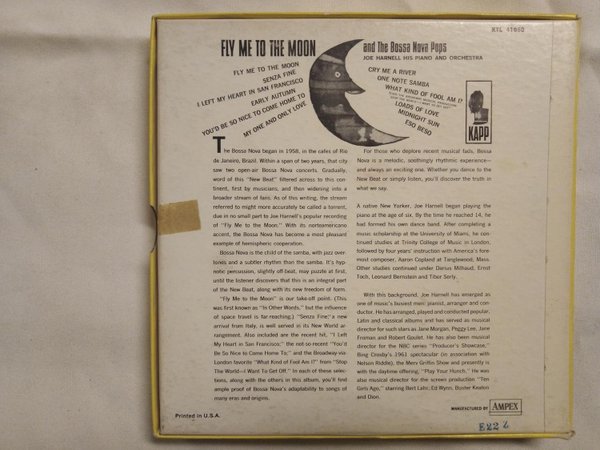 KTL 41060
FLY ME TO THE MOON
and The Bossa Nova Pops
JOE HARNELL HIS PIANO AND ORCHESTRA
FLY ME TO THE MOON
SENZA FINE
I LEFT MY HEART IN SAN FRANCISCO
EARLY AUTUMN
YOU'D BE SO NICE TO COME HOME TO
MY ONE AND ONLY LOVE
CRY ME A RIVER
ONE NOTE SAMBA
WHAT KIND OF FOOL AM I?
LOADS OF LOVE
MIDNIGHT SUN
ESO BESO
KAPP
The Bossa Nova began in 1958, in the cafes of Rio
de Janeiro, Brazil. Within a span of two years, that city
saw two open-air Bossa Nova concerts. Gradually,
word of this "New Beat" filtered across to this con-
tinent, first by musicians, and then widening into a
broader stream of fans. As of this writing, the stream
referred to might more accurately be called a torrent,
due in no small part to Joe Harnell's popular recording
of "Fly Me to the Moon." With its norteamericano
accent, the Bossa Nova has become a most pleasant
example of hemispheric cooperation.
Bossa Nova is the child of the samba, with jazz over-
tones and a subtler rhythm than the samba. It's hyp-
notic percussion, slightly off-beat, may puzzle at first,
until the listener discovers that this is an integral part
of the New Beat, along with its new freedom of form.
"Fly Me to the Moon" is our take-off point. (This
was first known as "In Other Words," but the influence
of space travel is far-reaching.) "Senza Fine," a new
arrival from Italy, is well served in its New World ar-
rangement. Also included are the recent hit, "I Left
My Heart in San Francisco;" the not-so recent "You'd
Be So Nice to Come Home To;" and the Broadway-via-
London favorite "What Kind of Fool Am I?" from "Stop
The World—I Want To Get Off." In each of these selec-
tions, along with the others in this album, you'll find
ample proof of Bossa Nova's adaptability to songs of
many eras and origins.
For those who deplore recent musical fads, Bossa
Nova is a melodic, soothingly rhythmic experience—
and always an exciting one. Whether you dance to the
New Beat or simply listen, you'll discover the truth in
what we say.
A native New Yorker, Joe Harnell began playing the
piano at the age of six. By the time he reached 14, he
had formed his own dance band. After completing a
music scholarship at the University of Miami, he con-
tinued studies at Trinity College of Music in London,
followed by four years' instruction with America's fore-
most composer, Aaron Copland at Tanglewood, Mass.
Other studies continued under Darius Milhaud, Ernst
Toch, Leonard Bernstein and Tibor Serly.
With this background, Joe Harnell has emerged as
one of music's busiest men: pianist, arranger and con-
ductor. He has arranged, played and conducted popular,
Latin and classical albums and has served as musical
director for such stars as Jane Morgan, Peggy Lee, Jane
Froman and Robert Goulet. He has also been musical
director for the NBC series "Producer's Showcase,"
Bing Crosby's 1961 spectacular (in association with
Nelson Riddle), the Merv Griffin Show and presently is
with the daytime offering, "Play Your Hunch." He was
also musical director for the screen production "Ten
Girls Ago," starring Bert Lahr, Ed Wynn, Buster Keaton
and Dion.
Printed in U.S.A.
MANUFACTURED BY AMPEX
E22 2